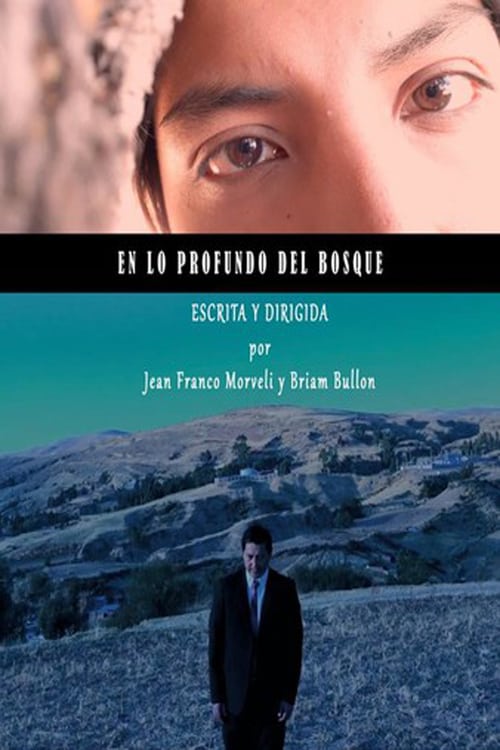 EN LO PROFUNDO DEL BOSQUE
ESCRITA Y DIRIGIDA
por
Jean Franco Morveli y Briam Bullon